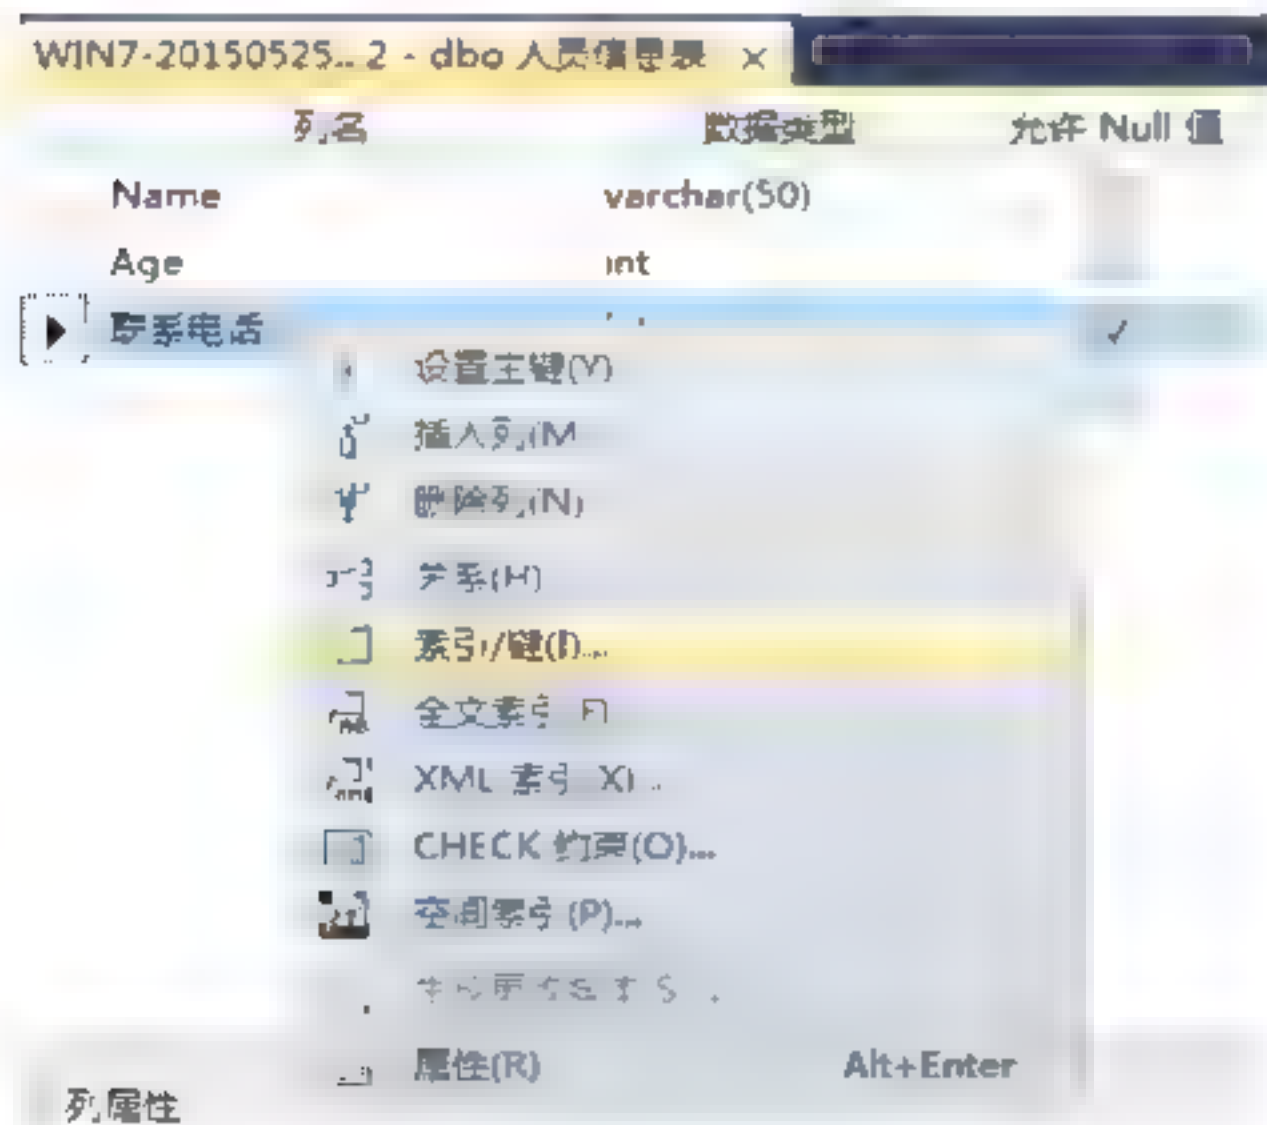 WIN7-20150525... 2 - dbo 人员信息表 ×
列名 数据类型 允许 Null 值
Name varchar(50)
Age int
联系电话
设置主键(Y)
插入列(M
删除列(N)
关系(H)
索引/键(I)...
全文索引 F
XML 索引 X)...
CHECK 约束(O)...
空间索引 (P)...
属性(R) Alt+Enter
列属性